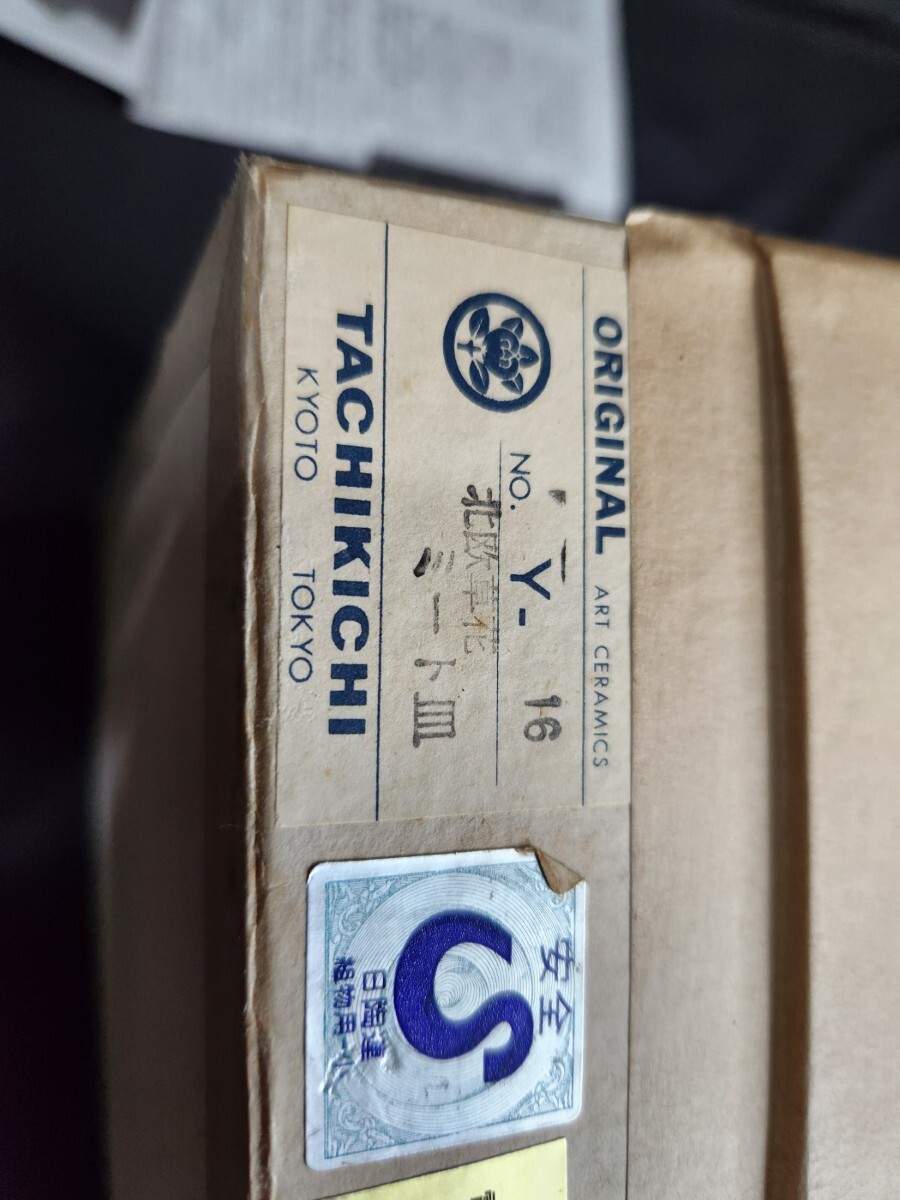 ORIGINAL ART CERAMICS
NO. Y- 16
北欧草花
ミート皿
TACHIKICHI
KYOTO TOKYO
安全
S
日陶連